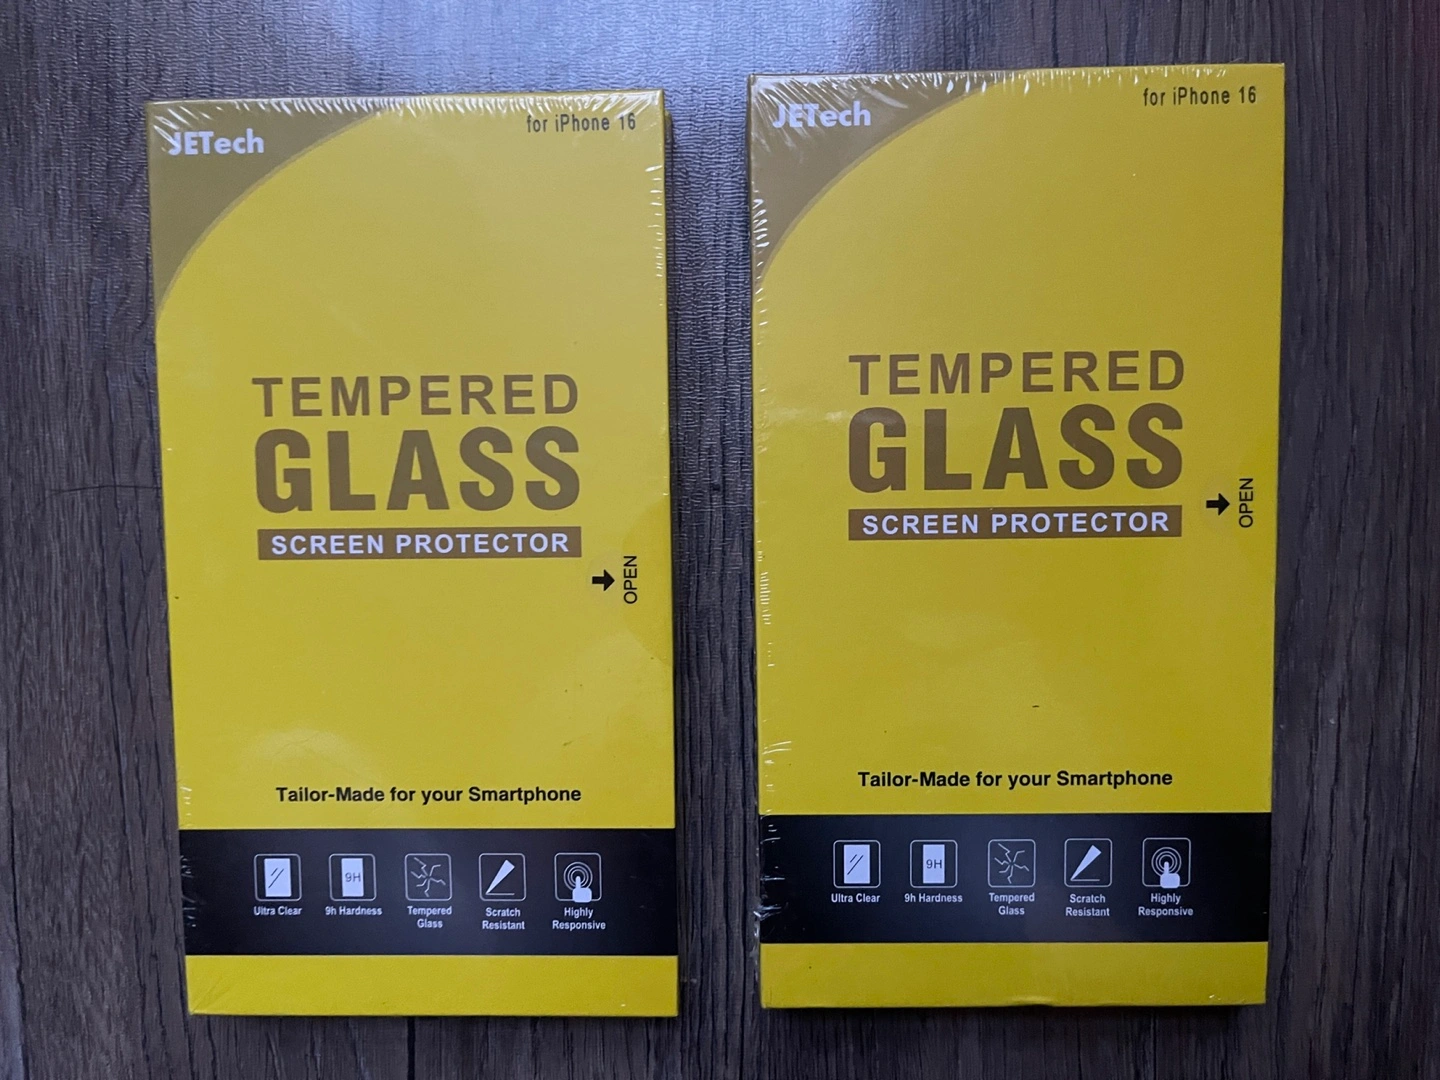 JETech
for iPhone 16
TEMPERED
GLASS
SCREEN PROTECTOR
OPEN
Tailor-Made for your Smartphone
9H
Ultra Clear
9h Hardness
Tempered
Glass
Scratch
Resistant
Highly
Responsive
JETech
for iPhone 16
TEMPERED
GLASS
SCREEN PROTECTOR
OPEN
Tailor-Made for your Smartphone
9H
Ultra Clear
9h Hardness
Tempered
Glass
Scratch
Resistant
Highly
Responsive